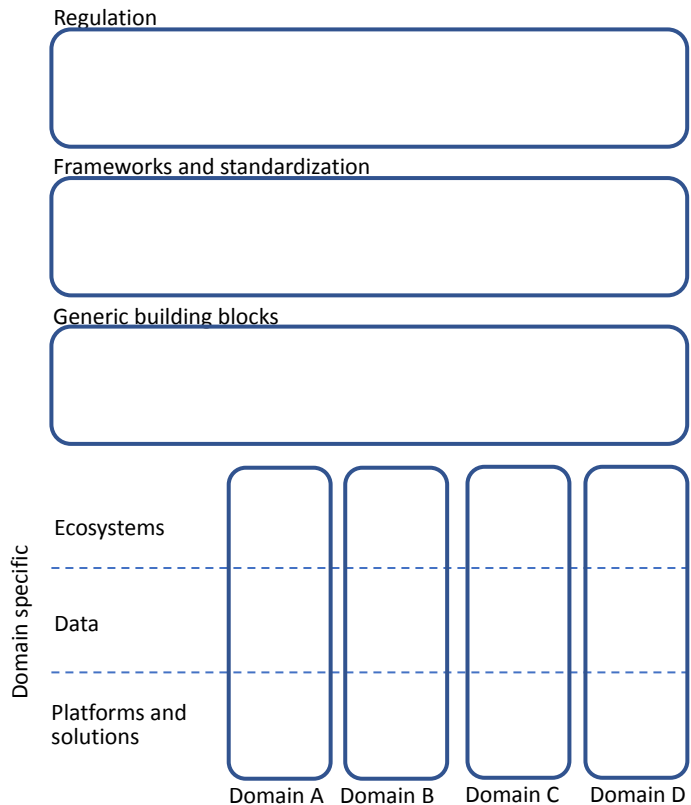 Regulation
Frameworks and standardization
Generic building blocks
Domain specific
Ecosystems
Data
Platforms and
solutions
Domain A
Domain B
Domain C
Domain D